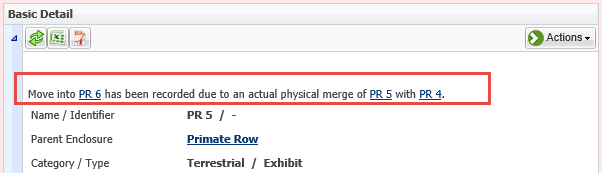 Basic Detail
Actions
Move into PR 6 has been recorded due to an actual physical merge of PR 5 with PR 4.
Name / Identifier PR 5 / -
Parent Enclosure Primate Row
Category / Type Terrestrial / Exhibit